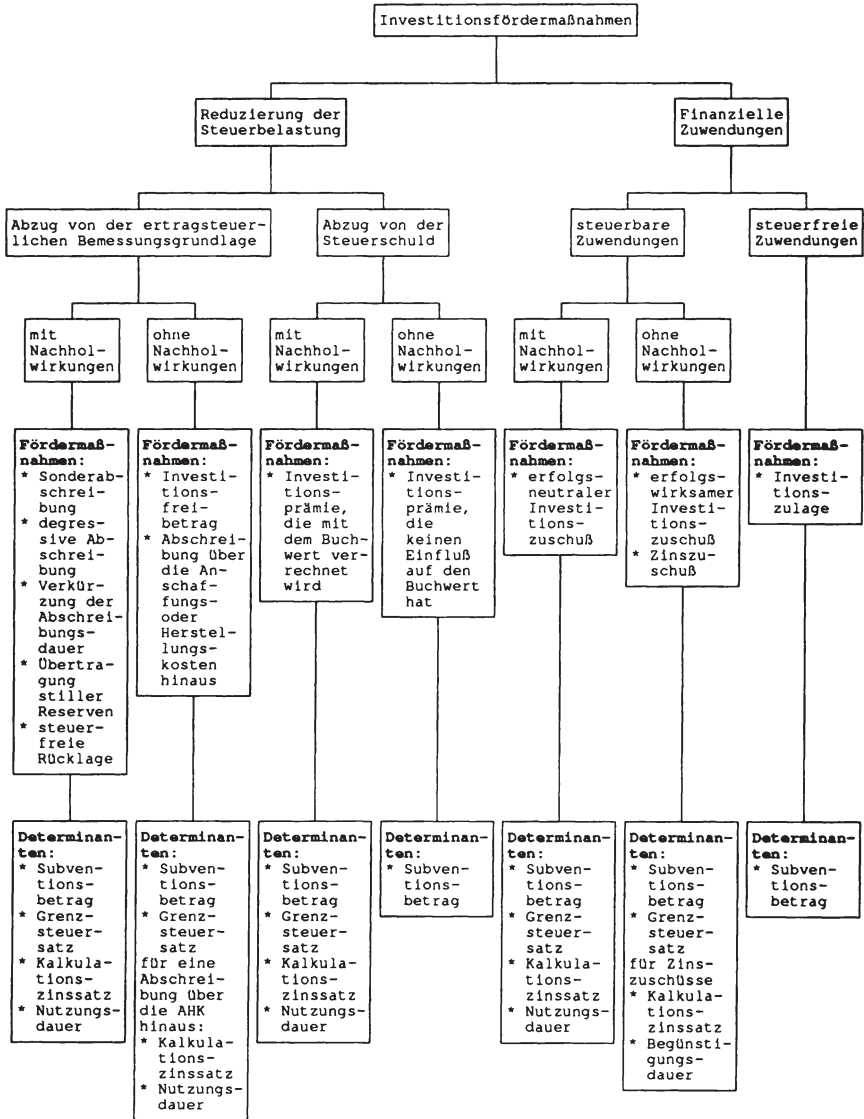 Investitionsfördermaßnahmen
Reduzierung der
Steuerbelastung
Finanzielle
Zuwendungen
Abzug von der ertragsteuer-
lichen Bemessungsgrundlage
Abzug von der
Steuerschuld
steuerbare
Zuwendungen
steuerfreie
Zuwendungen
mit
Nachhol-
wirkungen
ohne
Nachhol-
wirkungen
mit
Nachhol-
wirkungen
ohne
Nachhol-
wirkungen
mit
Nachhol-
wirkungen
ohne
Nachhol-
wirkungen
Fördermaß-
nahmen:
* Sonderab-
schrei-
bung
* degres-
sive Ab-
schrei-
bung
* Verkür-
zung der
Abschrei-
bungs-
dauer
* Übertra-
gung
stiller
Reserven
* steuer-
freie
Rücklage
Fördermaß-
nahmen:
* Investi-
tions-
frei-
betrag
* Abschrei-
bung über
die An-
schaf-
fungs-
oder
Herstel-
lungs-
kosten
hinaus
Fördermaß-
nahmen:
* Investi-
tions-
prämie,
die mit
dem Buch-
wert ver-
rechnet
wird
Fördermaß-
nahmen:
* Investi-
tions-
prämie,
die
keinen
Einfluß
auf den
Buchwert
hat
Fördermaß-
nahmen:
* erfolgs-
neutraler
Investi-
tions-
zuschuß
Fördermaß-
nahmen:
* erfolgs-
wirksamer
Investi-
tions-
zuschuß
* Zinszu-
schuß
Fördermaß-
nahmen:
* Investi-
tions-
zulage
Determinan-
ten:
* Subven-
tions-
betrag
* Grenz-
steuer-
satz
* Kalkula-
tions-
zinssatz
* Nutzungs-
dauer
Determinan-
ten:
* Subven-
tions-
betrag
* Grenz-
steuer-
satz
für eine
Abschrei-
bung über
die AHK
hinaus:
* Kalkula-
tions-
zinssatz
* Nutzungs-
dauer
Determinan-
ten:
* Subven-
tions-
betrag
* Grenz-
steuer-
satz
* Kalkula-
tions-
zinssatz
* Nutzungs-
dauer
Determinan-
ten:
* Subven-
tions-
betrag
Determinan-
ten:
* Subven-
tions-
betrag
* Grenz-
steuer-
satz
* Kalkula-
tions-
zinssatz
* Nutzungs-
dauer
Determinan-
ten:
* Subven-
tions-
betrag
* Grenz-
steuer-
satz
für Zins-
zuschüsse
* Kalkula-
tions-
zinssatz
* Begünsti-
gungs-
dauer
Determinan-
ten:
* Subven-
tions-
betrag